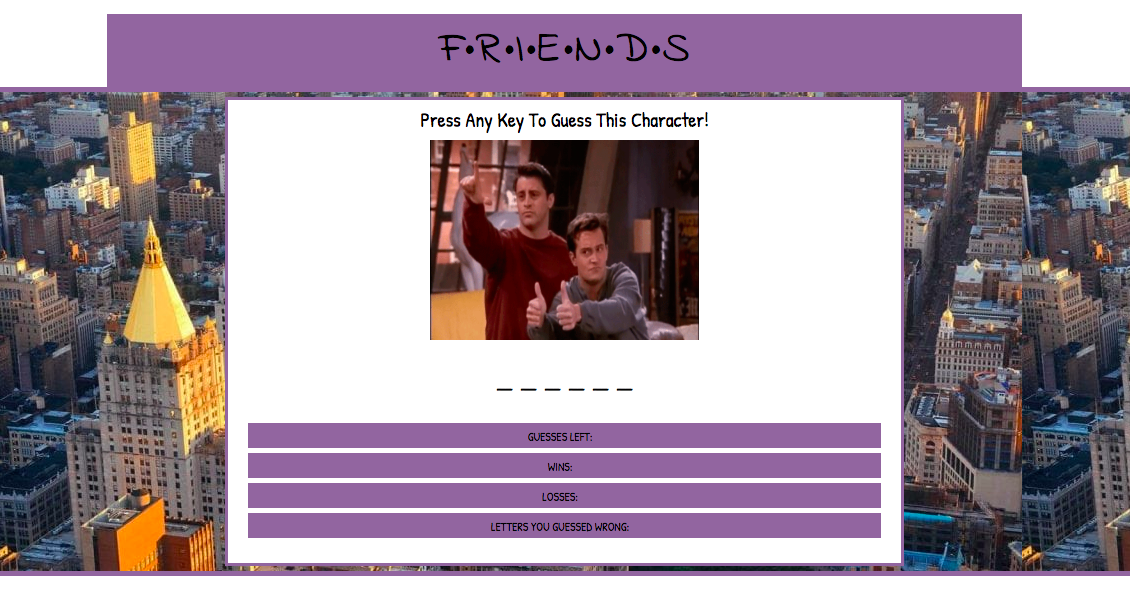 F•R•I•E•N•D•S
Press Any Key To Guess This Character!
_ _ _ _ _ _
GUESSES LEFT:
WINS:
LOSSES:
LETTERS YOU GUESSED WRONG: